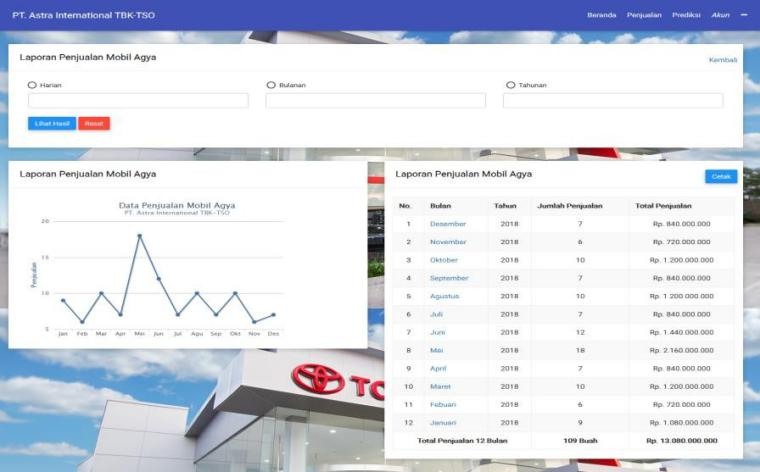 PT. Astra International TBK-TSO
Beranda Penjualan Prediksi Akun
Laporan Penjualan Mobil Agya
Kembali
Harian Bulanan Tahunan
Lihat Hasil Reset
Laporan Penjualan Mobil Agya
Data Penjualan Mobil Agya
PT. Astra International TBK-TSO
20
15
10
5
Penjualan
Jan Feb Mar Apr Mei Jun Jul Agu Sep Okt Nov Des
Laporan Penjualan Mobil Agya
Cetak
No. Bulan Tahun Jumlah Penjualan Total Penjualan
1 Desember 2018 7 Rp. 840.000.000
2 November 2018 6 Rp. 720.000.000
3 Oktober 2018 10 Rp. 1.200.000.000
4 September 2018 7 Rp. 840.000.000
5 Agustus 2018 10 Rp. 1.200.000.000
6 Juli 2018 7 Rp. 840.000.000
7 Juni 2018 12 Rp. 1.440.000.000
8 Mei 2018 18 Rp. 2.160.000.000
9 April 2018 7 Rp. 840.000.000
10 Maret 2018 10 Rp. 1.200.000.000
11 Febuari 2018 6 Rp. 720.000.000
12 Januari 2018 9 Rp. 1.080.000.000
Total Penjualan 12 Bulan 109 Buah Rp. 13.080.000.000
TO